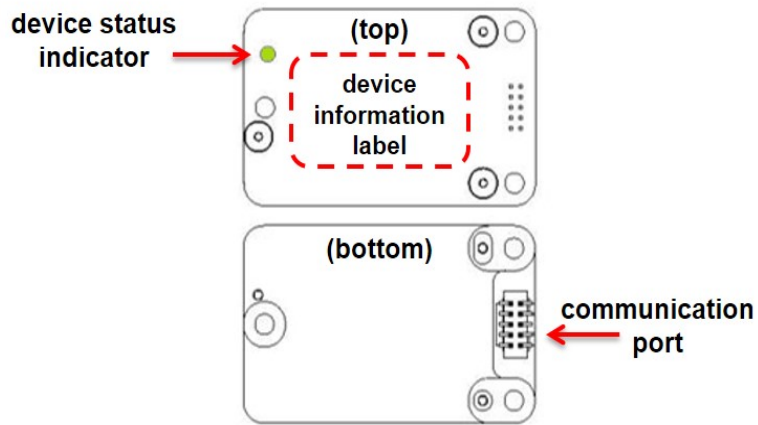 device status
indicator
(top)
device
information
label
(bottom)
communication
port